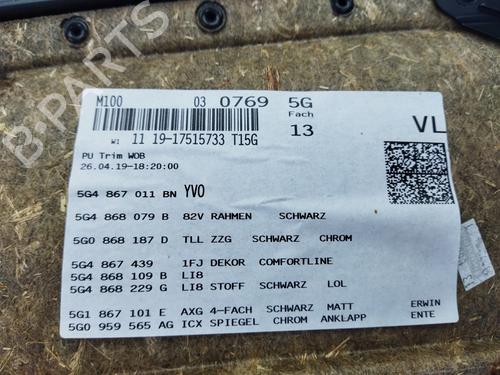 M100 03 0769 5G
Fach
13
WI 11 19-17515733 T15G
VL
PU Trim WOB
26.04.19-18:20:00
5G4 867 011 BN YVO
5G4 868 079 B 82V RAHMEN SCHWARZ
5G0 868 187 D TLL ZZG SCHWARZ CHROM
5G4 867 439 1FJ DEKOR COMFORTLINE
5G4 868 109 B LI8
5G4 868 229 G LI8 STOFF SCHWARZ LOL
5G1 867 101 E AXG 4-FACH SCHWARZ MATT ERWIN
5G0 959 565 AG ICX SPIEGEL CHROM ANKLAPP ENTE